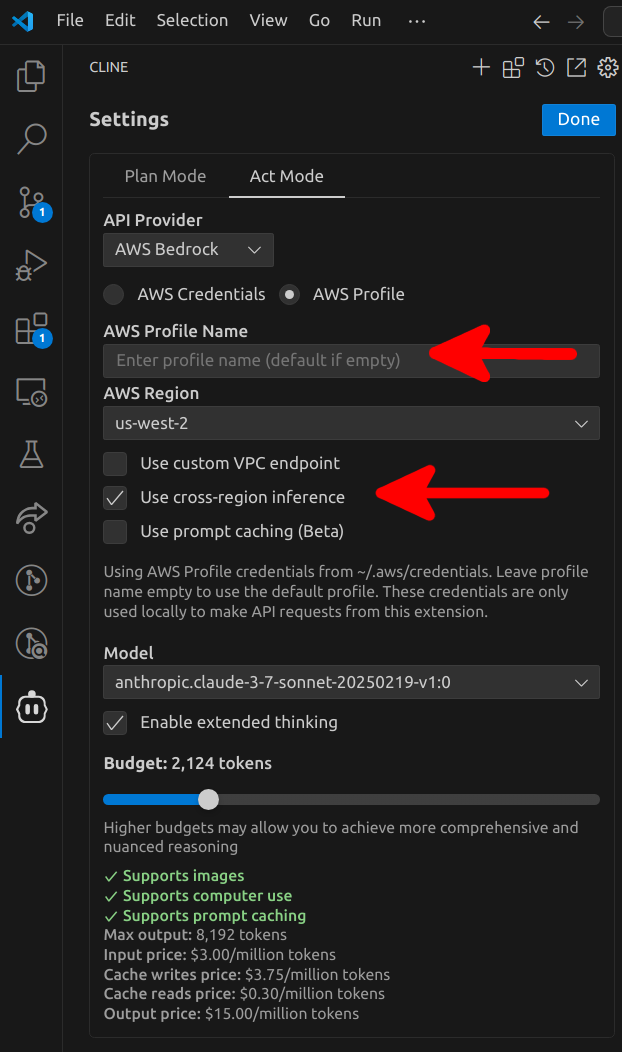 File Edit Selection View Go Run ···
CLINE
Settings
Done
Plan Mode Act Mode
API Provider
AWS Bedrock
AWS Credentials AWS Profile
AWS Profile Name
Enter profile name (default if empty)
AWS Region
us-west-2
Use custom VPC endpoint
1
Use cross-region inference
1
Use prompt caching (Beta)
Using AWS Profile credentials from ~/.aws/credentials. Leave profile
name empty to use the default profile. These credentials are only
used locally to make API requests from this extension.
Model
anthropic.claude-3-7-sonnet-20250219-v1:0
Enable extended thinking
Budget: 2,124 tokens
Higher budgets may allow you to achieve more comprehensive and
nuanced reasoning
✓ Supports images
✓ Supports computer use
✓ Supports prompt caching
Max output: 8,192 tokens
Input price: $3.00/million tokens
Cache writes price: $3.75/million tokens
Cache reads price: $0.30/million tokens
Output price: $15.00/million tokens